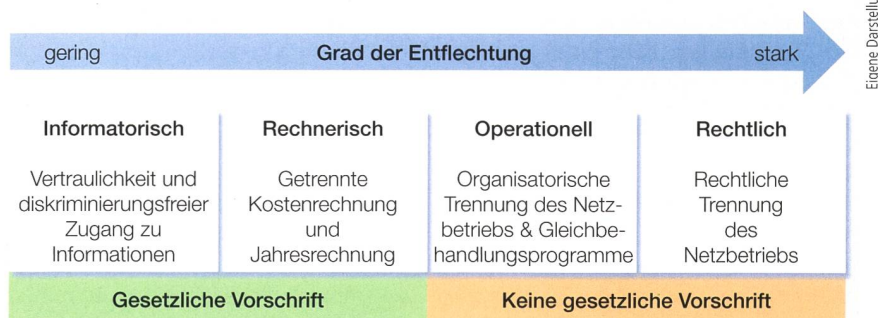 gering Grad der Entflechtung stark
Informatorisch
Vertraulichkeit und
diskriminierungsfreier
Zugang zu
Informationen
Rechnerisch
Getrennte
Kostenrechnung
und
Jahresrechnung
Operationell
Organisatorische
Trennung des Netz-
betriebs & Gleichbe-
handlungsprogramme
Rechtlich
Rechtliche
Trennung
des
Netzbetriebs
Gesetzliche Vorschrift
Keine gesetzliche Vorschrift
Eigene